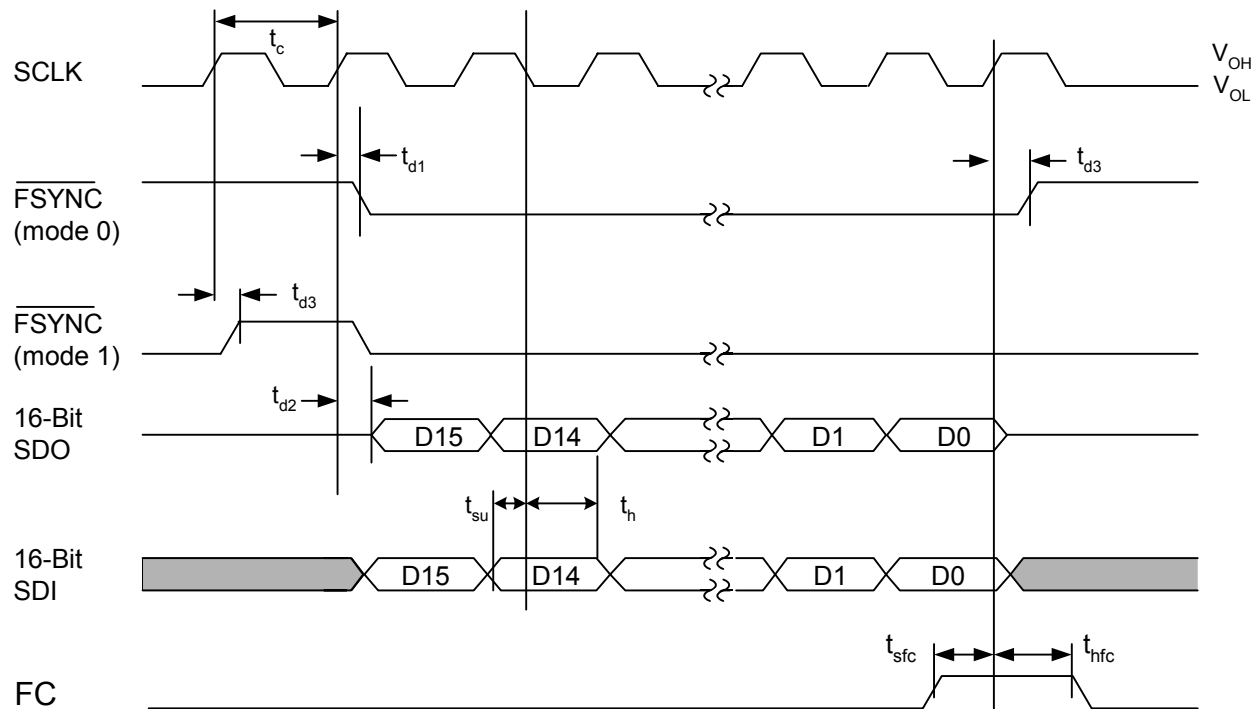 t_c
SCLK
V_OH
V_OL
t_d1
t_d3
FSYNC
(mode 0)
t_d3
FSYNC
(mode 1)
t_d2
16-Bit
SDO
D15 D14 D1 D0
t_su t_h
16-Bit
SDI
D15 D14 D1 D0
t_sfc t_hfc
FC